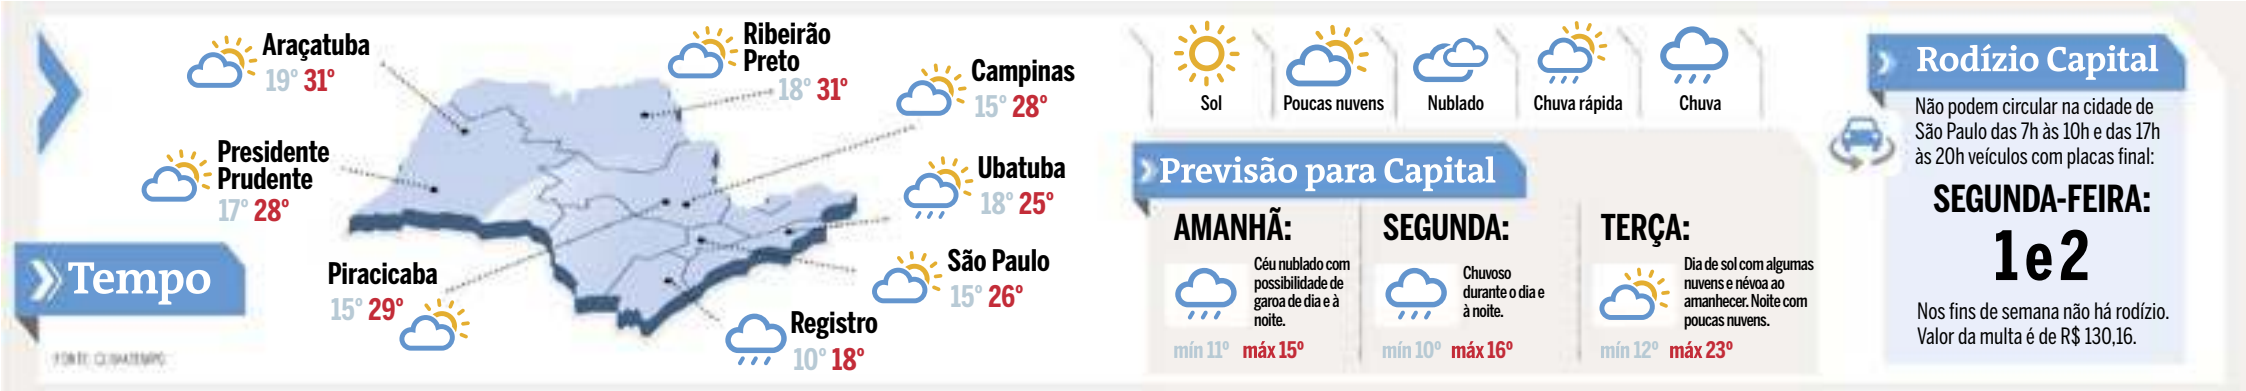 Tempo
FONTE: CLIMATEMPO
Araçatuba
19° 31°
Presidente
Prudente
17° 28°
Piracicaba
15° 29°
Ribeirão
Preto
18° 31°
Campinas
15° 28°
Ubatuba
18° 25°
São Paulo
15° 26°
Registro
10° 18°
Sol
Poucas nuvens
Nublado
Chuva rápida
Chuva
Previsão para Capital
AMANHÃ:
Céu nublado com
possibilidade de
garoa de dia e à
noite.
mín 11° máx 15°
SEGUNDA:
Chuvoso
durante o dia e
à noite.
mín 10° máx 16°
TERÇA:
Dia de sol com algumas
nuvens e névoa ao
amanhecer. Noite com
poucas nuvens.
mín 12° máx 23°
Rodízio Capital
Não podem circular na cidade de
São Paulo das 7h às 10h e das 17h
às 20h veículos com placas final:
SEGUNDA-FEIRA:
1 e 2
Nos fins de semana não há rodízio.
Valor da multa é de R$ 130,16.